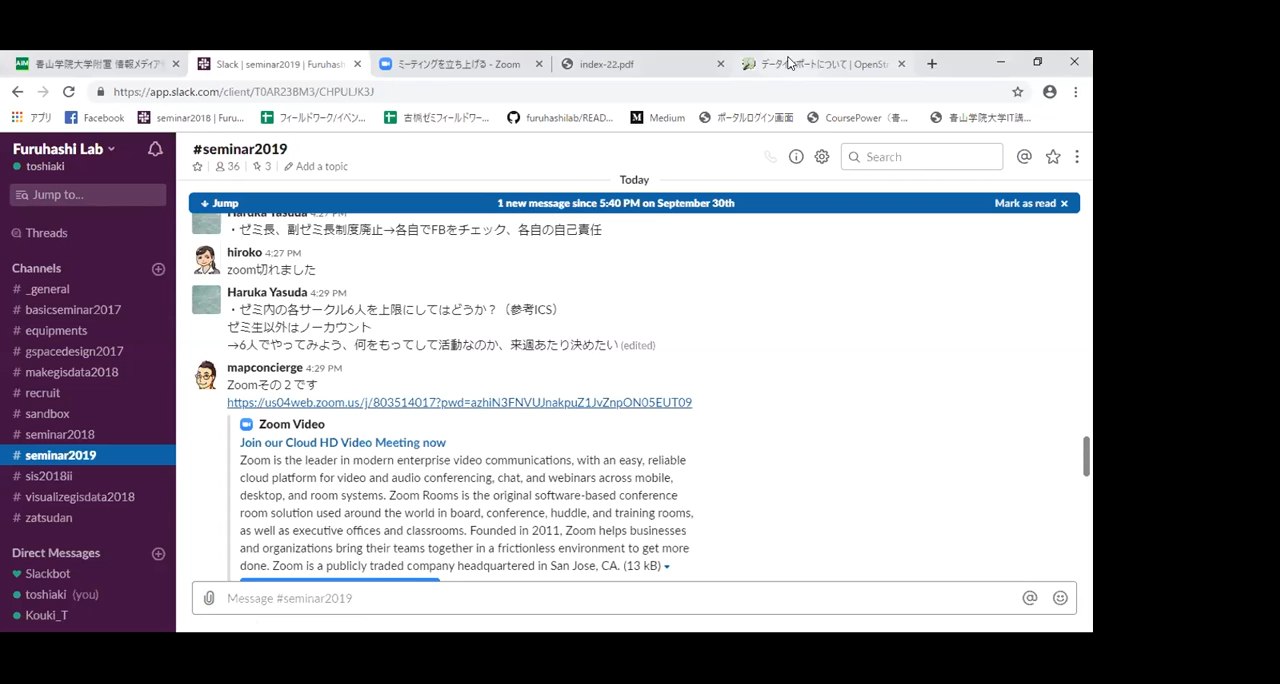 青山学院大学附置 情報メディア
Slack | seminar2019 | Furuhash
ミーティングを立ち上げる - Zoom
index-22.pdf
データインポートについて | OpenStr
https://app.slack.com/client/T0AR23BM3/CHPULJK3J
アプリ
Facebook
seminar2018 | Furu...
フィールドワーク/イベン...
古橋ゼミフィールドワー...
furuhashilab/READ...
Medium
ポータルログイン画面
CoursePower（青...
青山学院大学IT講...
Furuhashi Lab
toshiaki
Jump to...
Threads
Channels
# _general
# basicseminar2017
# equipments
# gspacedesign2017
# makegisdata2018
# recruit
# sandbox
# seminar2018
# seminar2019
# sis2018ii
# visualizegisdata2018
# zatsudan
Direct Messages
Slackbot
toshiaki (you)
Kouki_T
#seminar2019
36
3
Add a topic
Search
Today
Jump
1 new message since 5:40 PM on September 30th
Mark as read
Haruka Yasuda 4:27 PM
・ゼミ長、副ゼミ長制度廃止→各自でFBをチェック、各自の自己責任
hiroko 4:27 PM
zoom切れました
Haruka Yasuda 4:29 PM
・ゼミ内の各サークル6人を上限にしてはどうか？（参考ICS）
ゼミ生以外はノーカウント
→6人でやってみよう、何をもってして活動なのか、来週あたり決めたい (edited)
mapconcierge 4:29 PM
Zoomその２です
https://us04web.zoom.us/j/803514017?pwd=azhiN3FNVUJnakpuZ1JvZnpON05EUT09
Zoom Video
Join our Cloud HD Video Meeting now
Zoom is the leader in modern enterprise video communications, with an easy, reliable
cloud platform for video and audio conferencing, chat, and webinars across mobile,
desktop, and room systems. Zoom Rooms is the original software-based conference
room solution used around the world in board, conference, huddle, and training rooms,
as well as executive offices and classrooms. Founded in 2011, Zoom helps businesses
and organizations bring their teams together in a frictionless environment to get more
done. Zoom is a publicly traded company headquartered in San Jose, CA. (13 kB)
Message #seminar2019